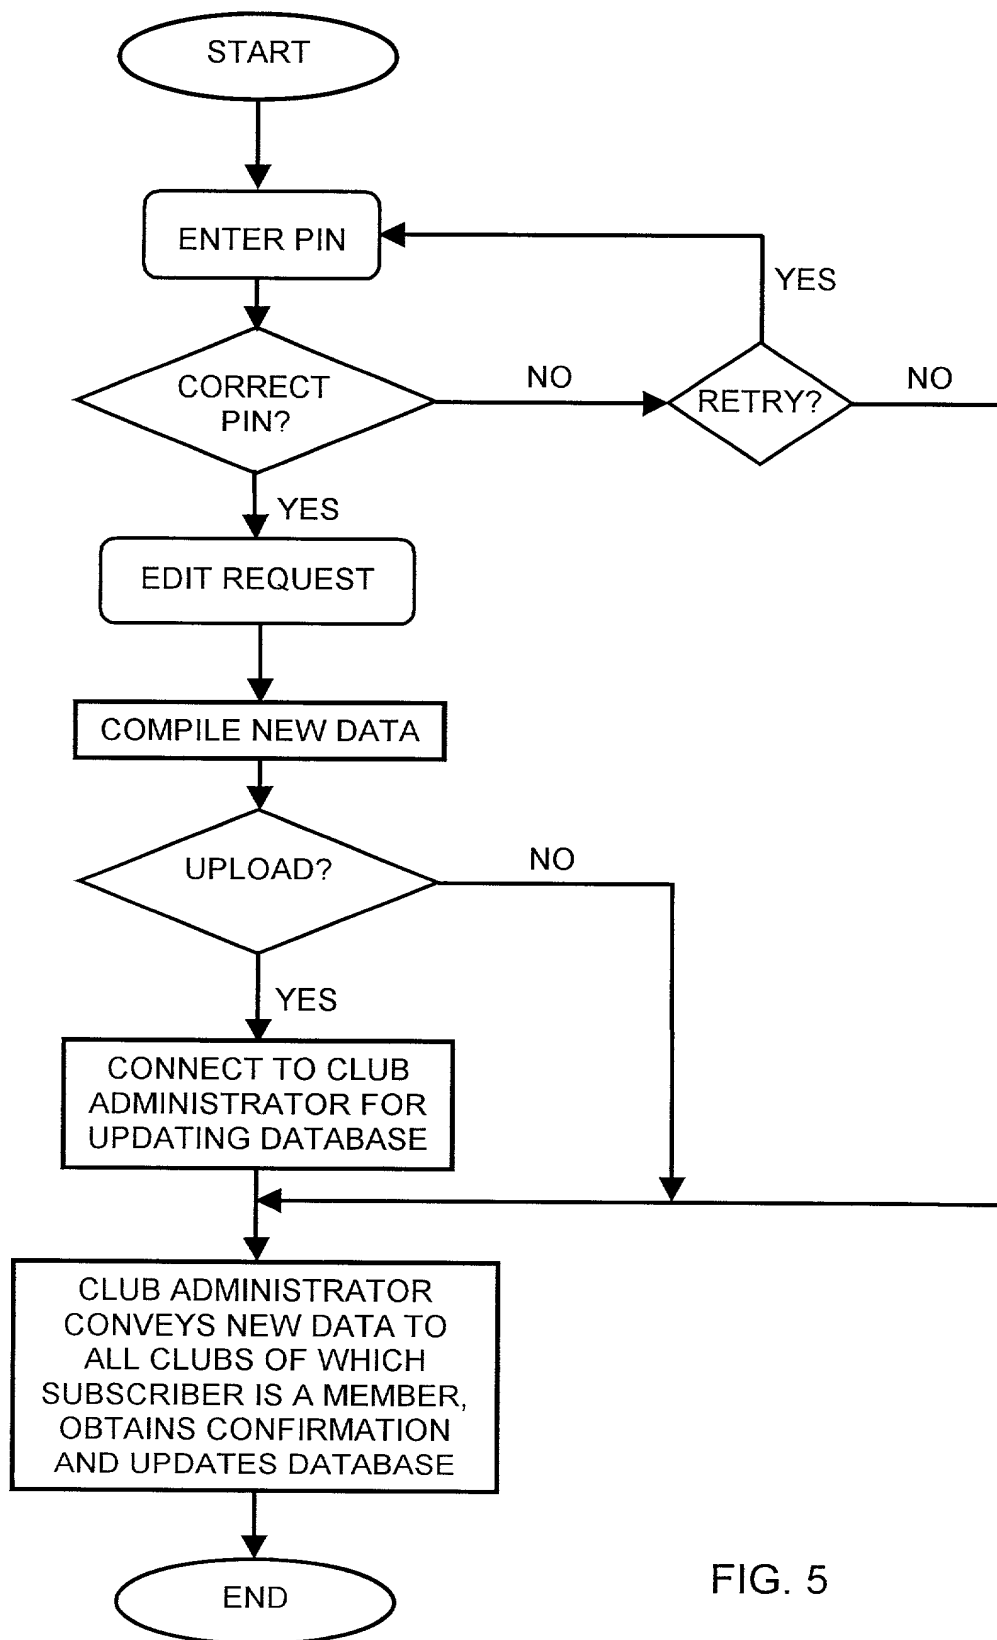 START
ENTER PIN
YES
CORRECT
PIN?
NO
RETRY?
NO
YES
EDIT REQUEST
COMPILE NEW DATA
UPLOAD?
NO
YES
CONNECT TO CLUB
ADMINISTRATOR FOR
UPDATING DATABASE
CLUB ADMINISTRATOR
CONVEYS NEW DATA TO
ALL CLUBS OF WHICH
SUBSCRIBER IS A MEMBER,
OBTAINS CONFIRMATION
AND UPDATES DATABASE
END
FIG. 5